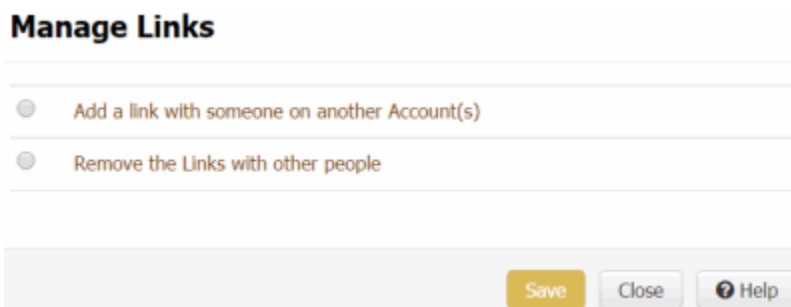 Manage Links
Add a link with someone on another Account(s)
Remove the Links with other people
Save Close Help